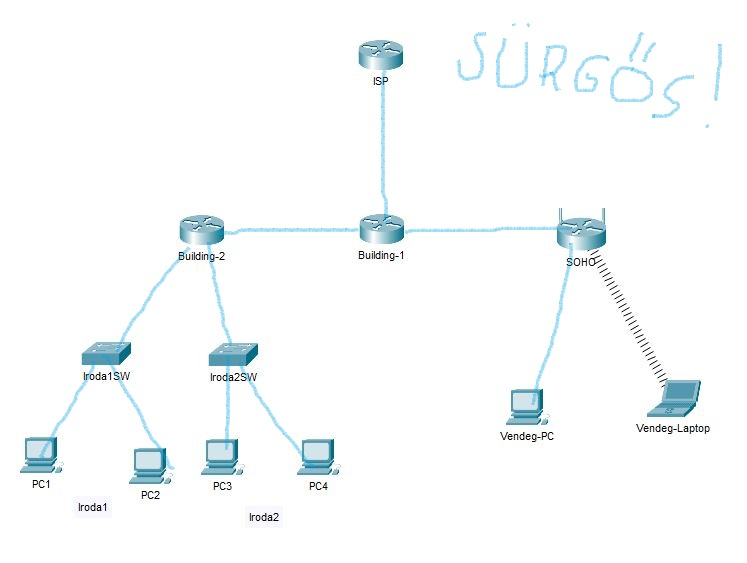 SÜRGŐS!
ISP
Building-2
Building-1
SOHO
Iroda1SW
Iroda2SW
Vendeg-PC
Vendeg-Laptop
PC1
PC2
PC3
PC4
Iroda1
Iroda2